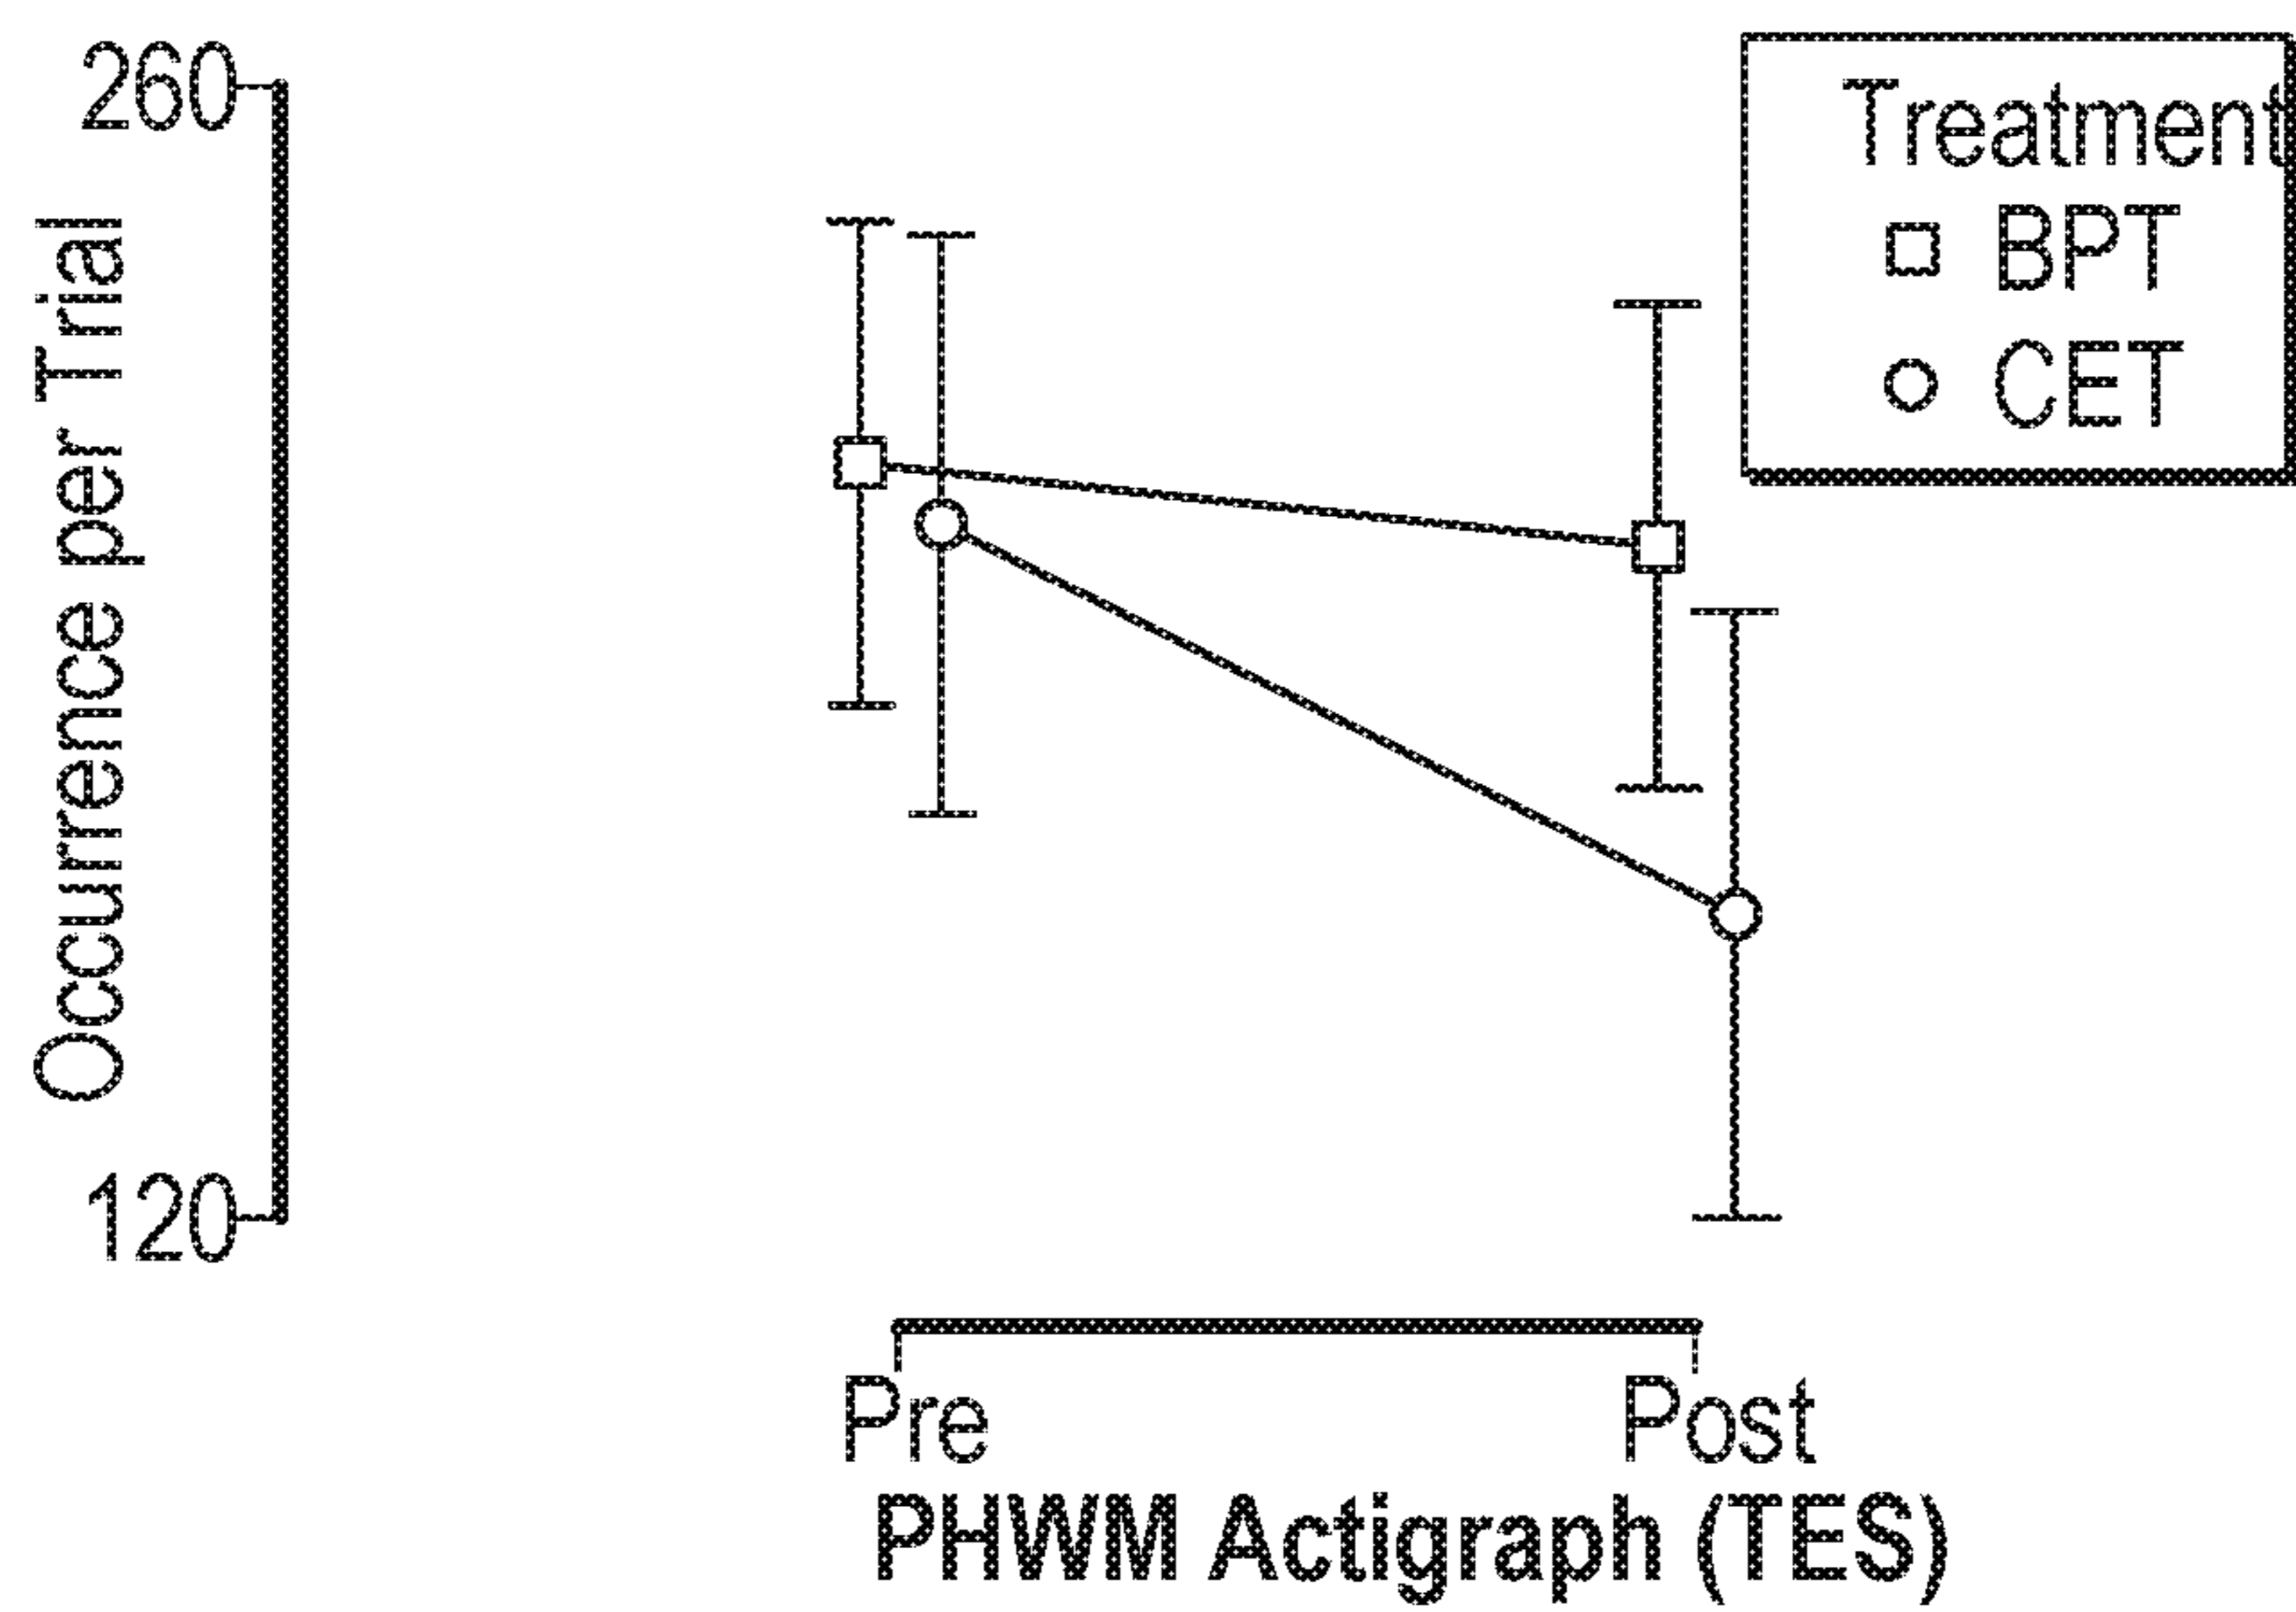 260
Occurrence per Trial
120
Treatment
BPT
CET
Pre
Post
PHWM Actigraph (TES)